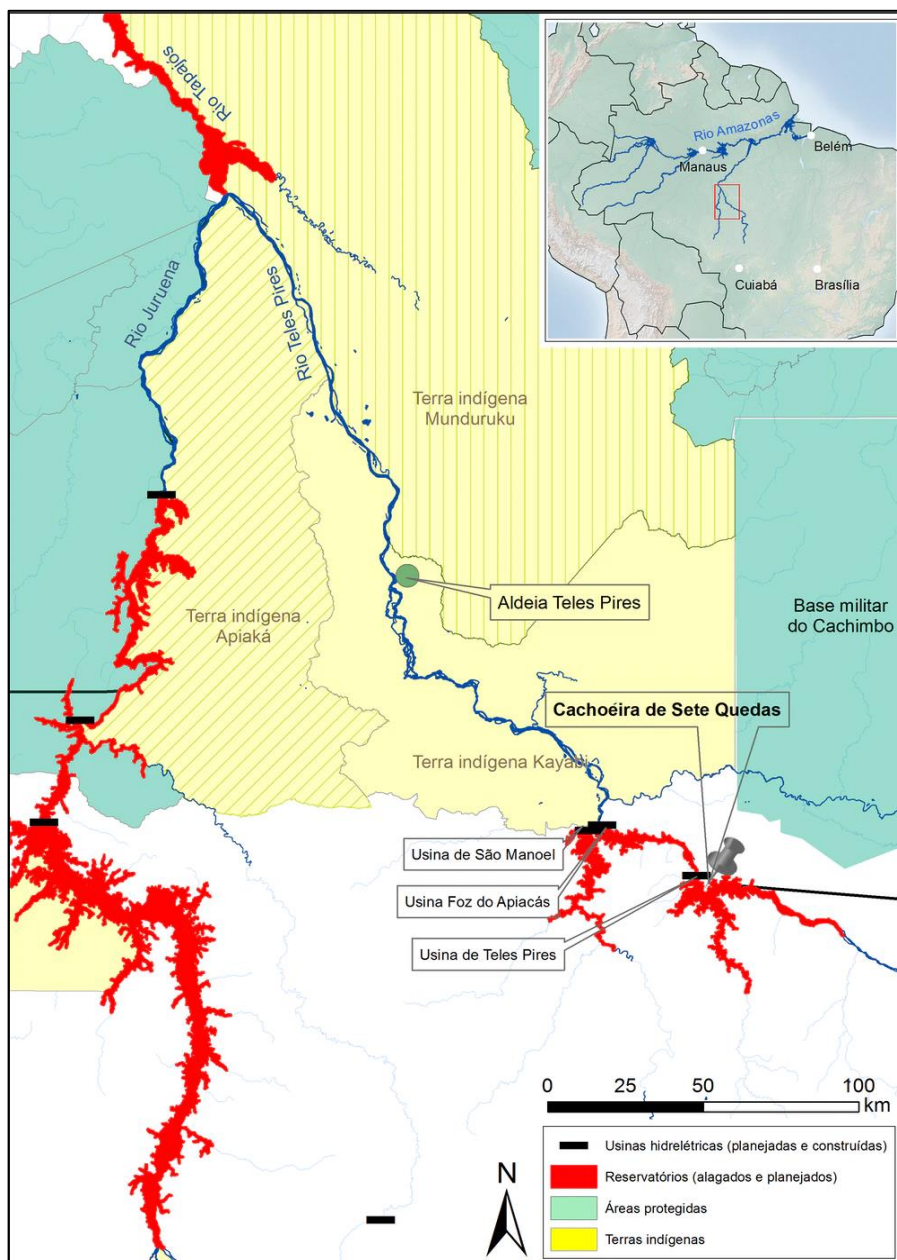 Rio Tapajós
Rio Amazonas
Belém
Manaus
Cuiabá
Brasília
Rio Juruena
Rio Teles Pires
Terra indígena
Munduruku
Aldeia Teles Pires
Base militar
do Cachimbo
Terra indígena
Apiaká
Cachoeira de Sete Quedas
Terra indígena Kayabi
Usina de São Manoel
Usina Foz do Apiacás
Usina de Teles Pires
0 25 50 100
km
N
Usinas hidrelétricas (planejadas e construídas)
Reservatórios (alagados e planejados)
Áreas protegidas
Terras indígenas